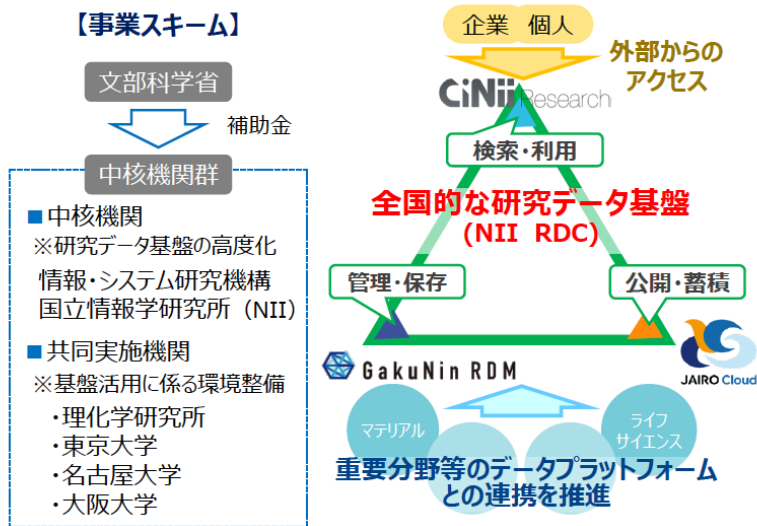 【事業スキーム】
文部科学省
補助金
中核機関群
■中核機関
※研究データ基盤の高度化
情報・システム研究機構
国立情報学研究所（NII）
■共同実施機関
※基盤活用に係る環境整備
・理化学研究所
・東京大学
・名古屋大学
・大阪大学
企業 個人
外部からの
アクセス
CiNii Research
検索・利用
全国的な研究データ基盤
(NII RDC)
管理・保存
公開・蓄積
GakuNin RDM
JAIRO Cloud
マテリアル
ライフ
サイエンス
重要分野等のデータプラットフォーム
との連携を推進